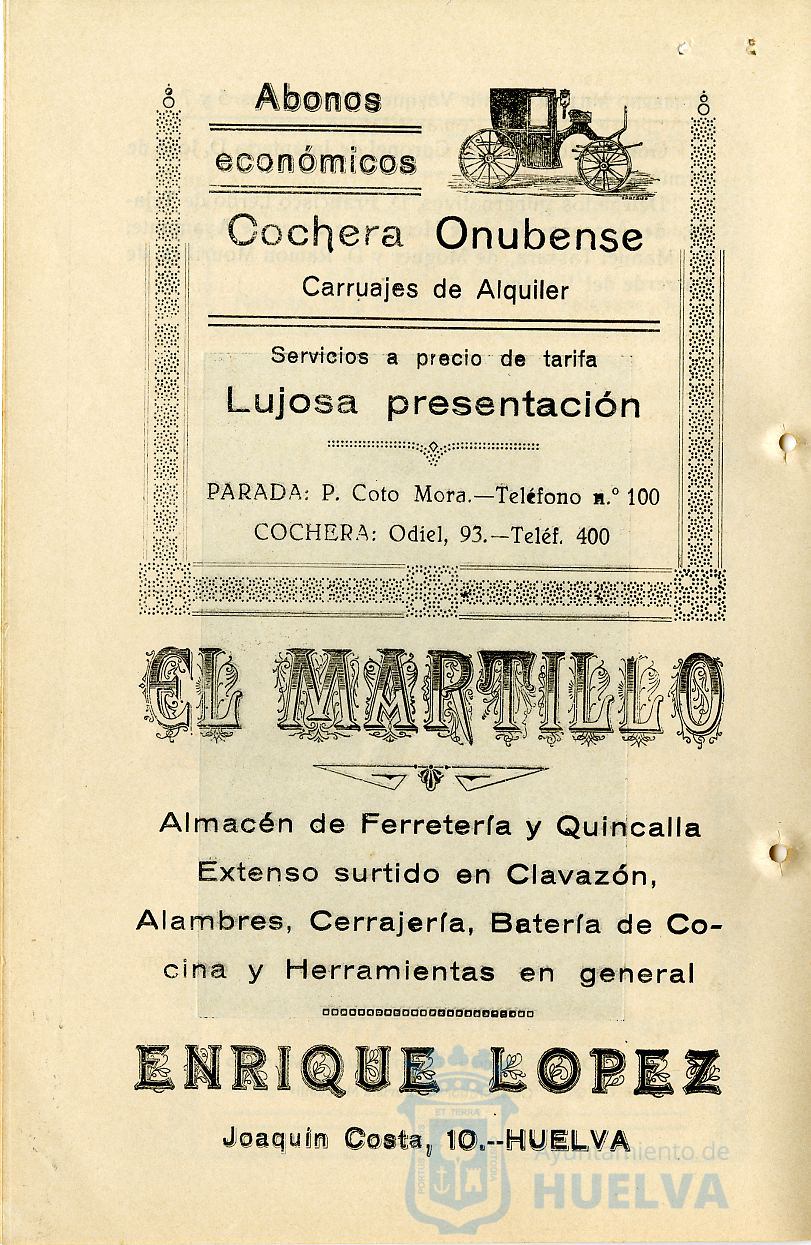 Abonos
económicos
Cochera Onubense
Carruajes de Alquiler
Servicios a precio de tarifa
Lujosa presentación
PARADA: P. Coto Mora.—Teléfono n.º 100
COCHERA: Odiel, 93.—Teléf. 400
EL MARTILLO
Almacén de Ferretería y Quincalla
Extenso surtido en Clavazón,
Alambres, Cerrajería, Batería de Co-
cina y Herramientas en general
ENRIQUE LOPEZ
Joaquín Costa, 10.--HUELVA
Ayuntamiento de
HUELVA